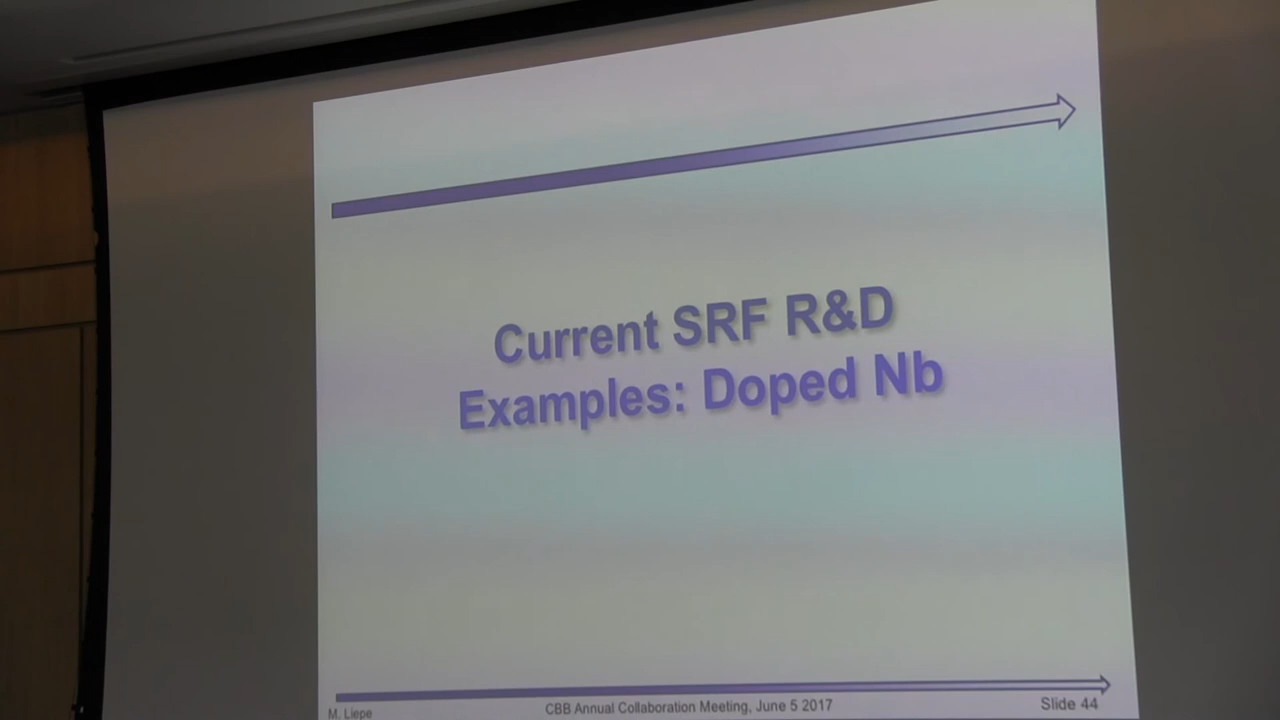 Current SRF R&D
Examples: Doped Nb
M. Liepe
CBB Annual Collaboration Meeting, June 5 2017
Slide 44